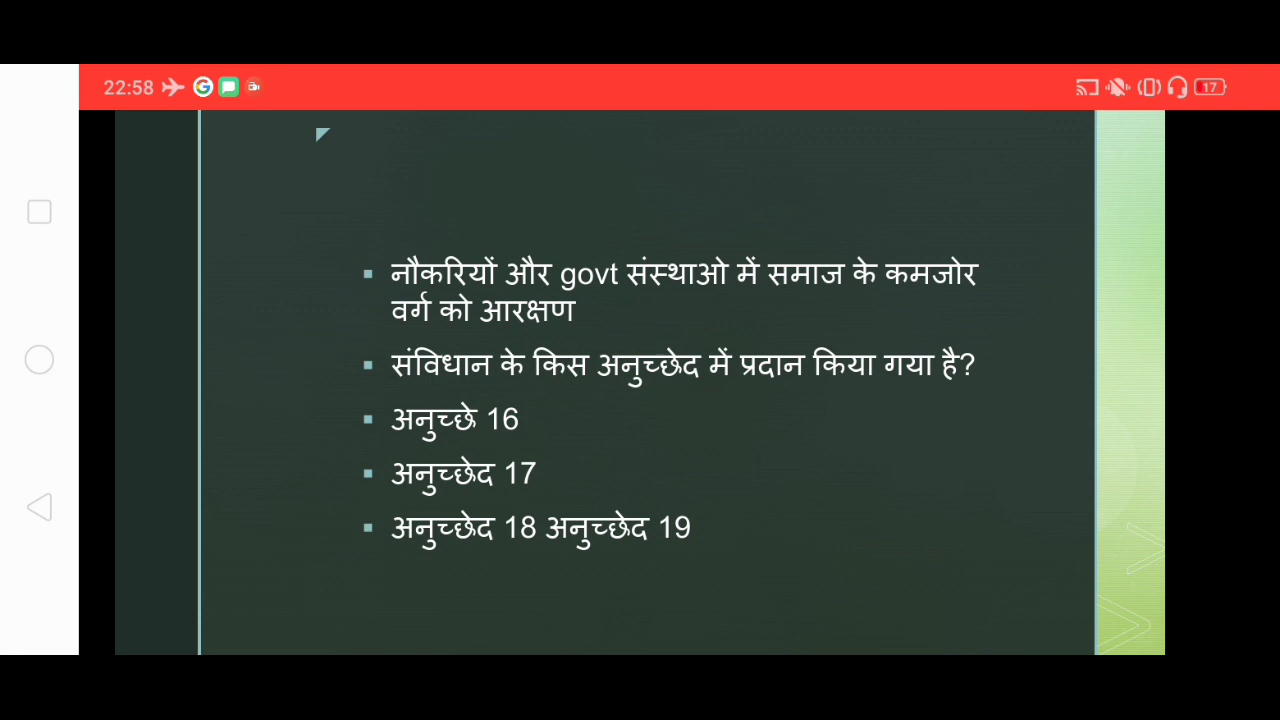 22:58
17
नौकरियों और govt संस्थाओ में समाज के कमजोर
वर्ग को आरक्षण
संविधान के किस अनुच्छेद में प्रदान किया गया है?
अनुच्छे 16
अनुच्छेद 17
अनुच्छेद 18 अनुच्छेद 19